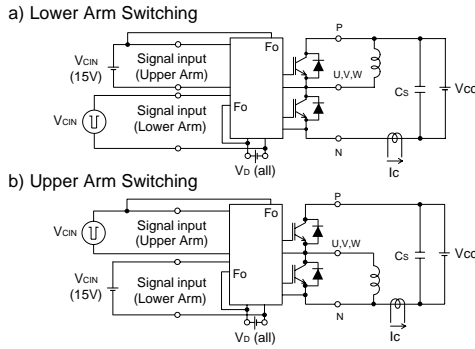 a) Lower Arm Switching
P
Fo
VCIN
(15V)
Signal input
(Upper Arm)
U,V,W
CS
VCC
Fo
VCIN
Signal input
(Lower Arm)
N
VD (all)
Ic
b) Upper Arm Switching
P
Fo
VCIN
Signal input
(Upper Arm)
U,V,W
CS
VCC
Fo
VCIN
(15V)
Signal input
(Lower Arm)
N
VD (all)
Ic